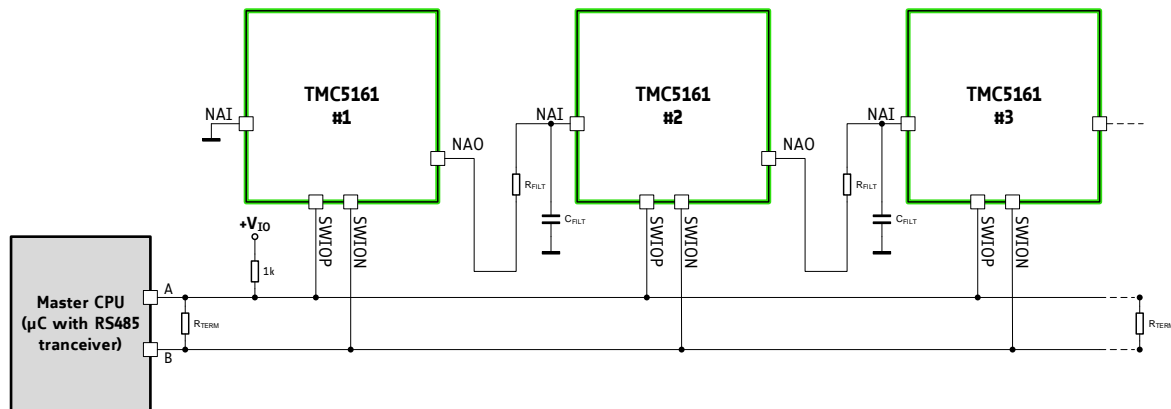 TMC5161
#1
TMC5161
#2
TMC5161
#3
NAI
NAO
NAI
NAO
NAI
RFILT
CFILT
RFILT
CFILT
SWIOP
SWION
SWIOP
SWION
SWIOP
SWION
+VIO
1k
A
B
RTERM
RTERM
Master CPU
(µC with RS485
tranceiver)